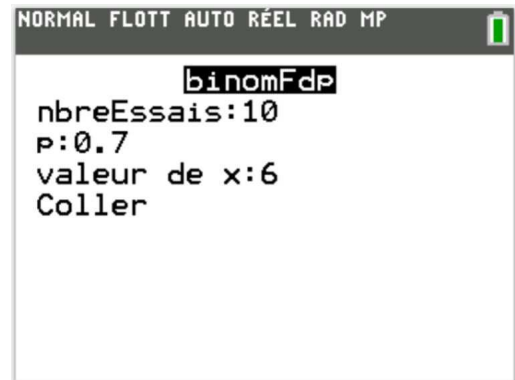 NORMAL FLOTT AUTO RÉEL RAD MP
binomFdp
nbreEssais:10
p:0.7
valeur de x:6
Coller